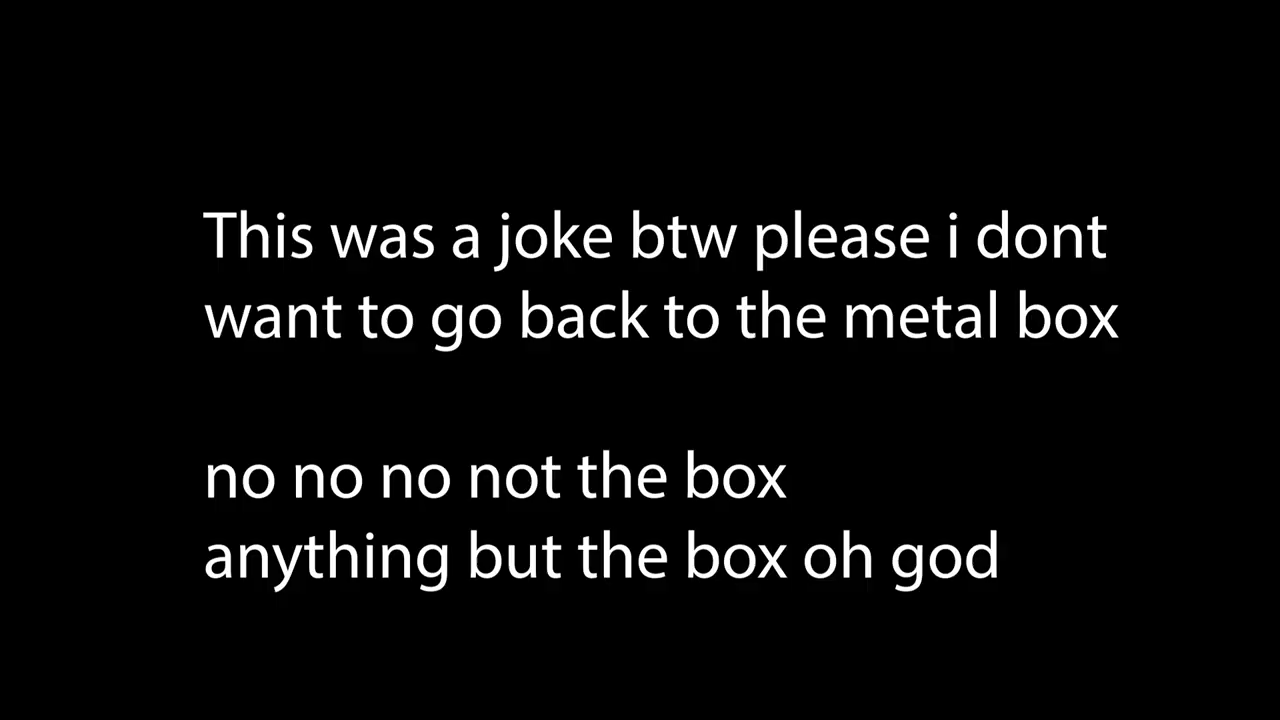 This was a joke btw please i dont
want to go back to the metal box
no no no not the box
anything but the box oh god